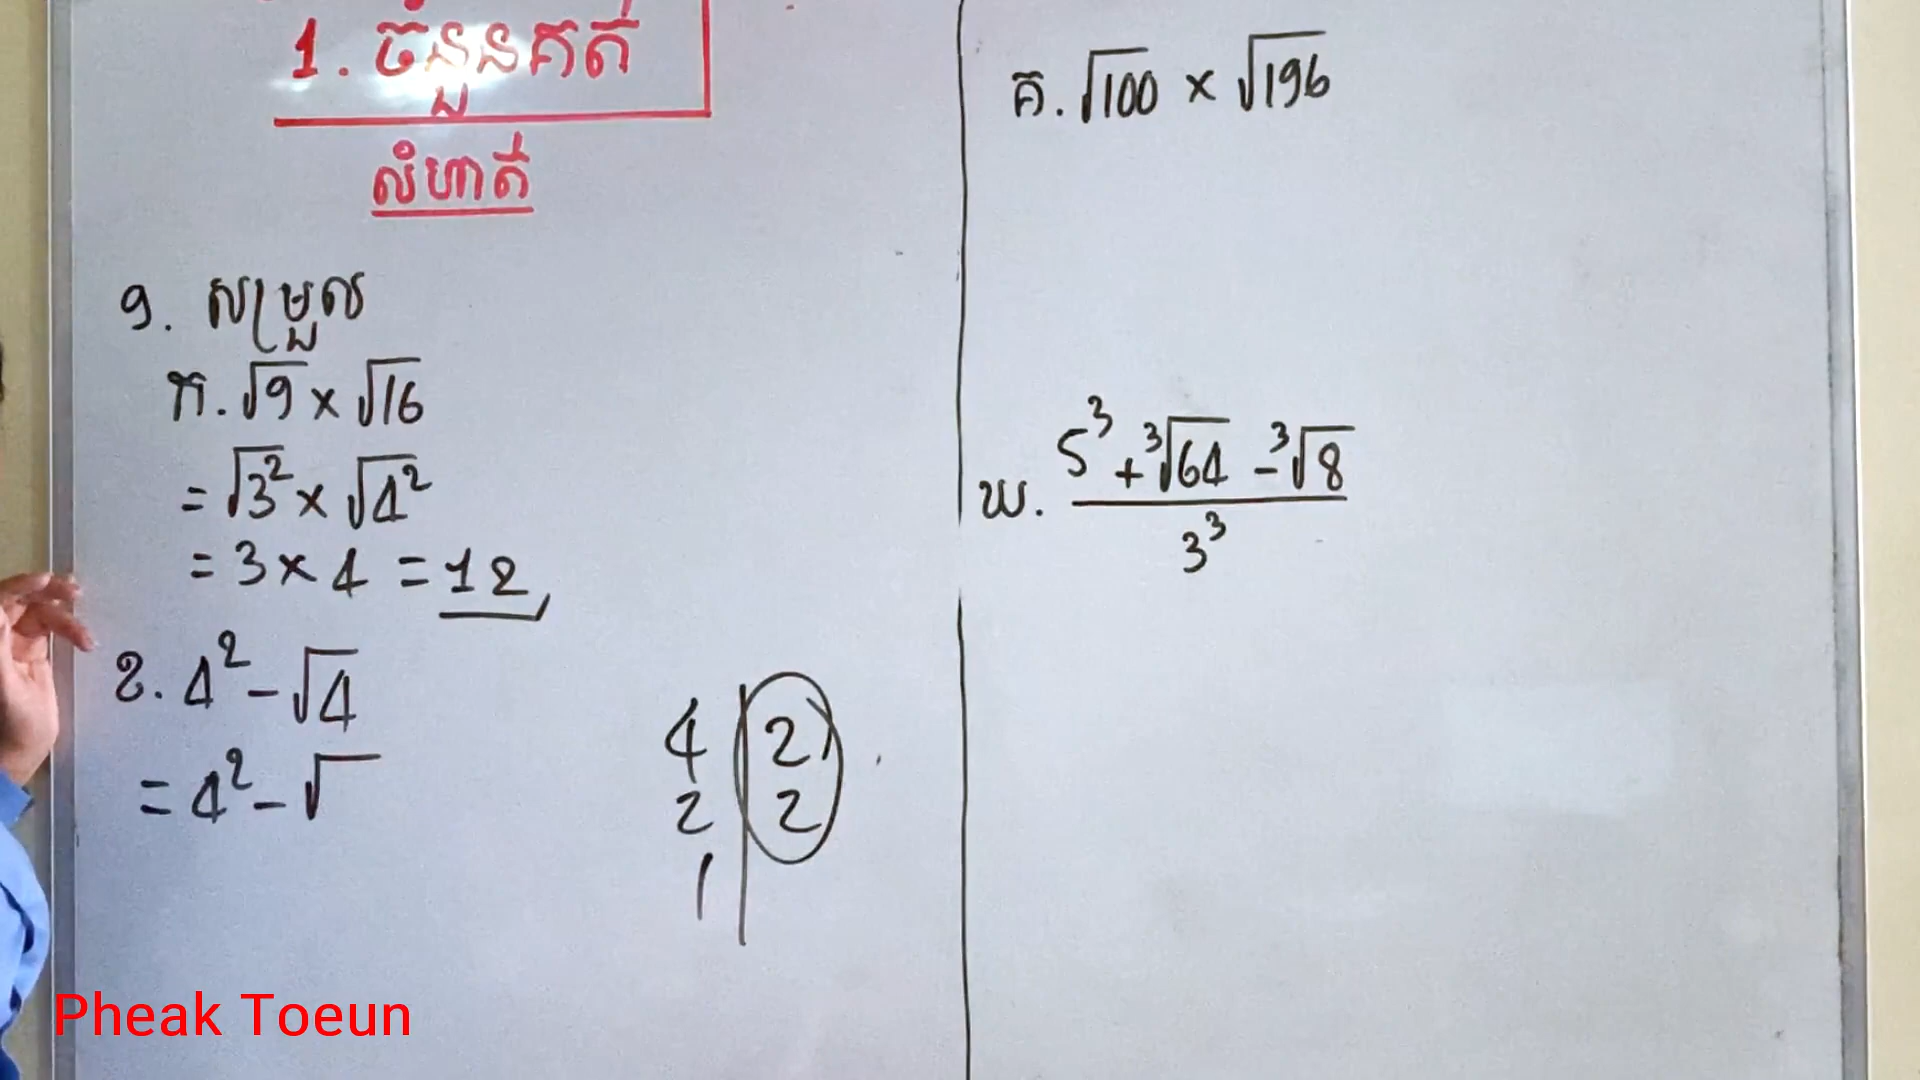 1. ចំនួនគត់
លំហាត់
១. សម្រួល
ក. √9 × √16
= √3² × √4²
= 3 × 4 = 12
ខ. 4² - √4
= 4² - √
4 | 2
2 | 2
1 |
គ. √100 × √196
ឃ. (5³ + ³√64 - ³√8) / 3³
Pheak Toeun